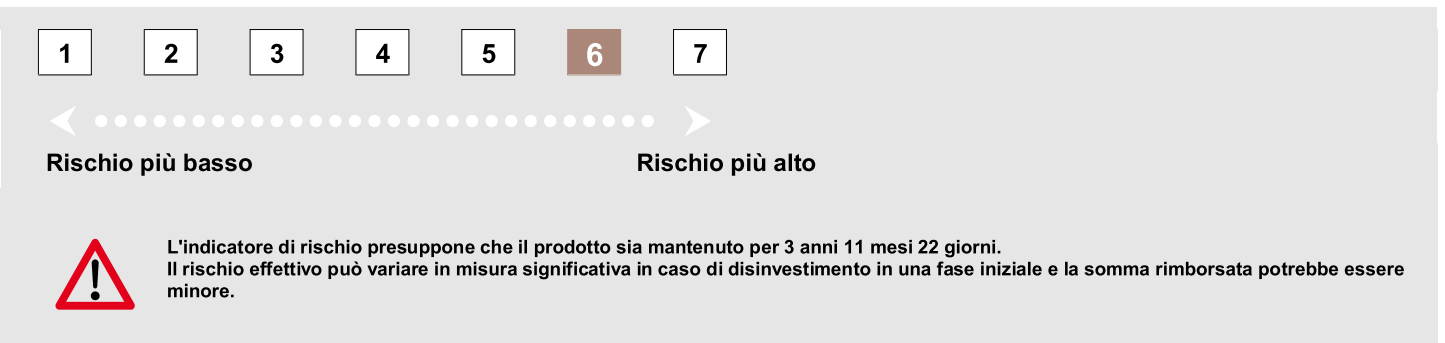 1 2 3 4 5 6 7
Rischio più basso Rischio più alto
L'indicatore di rischio presuppone che il prodotto sia mantenuto per 3 anni 11 mesi 22 giorni.
Il rischio effettivo può variare in misura significativa in caso di disinvestimento in una fase iniziale e la somma rimborsata potrebbe essere
minore.